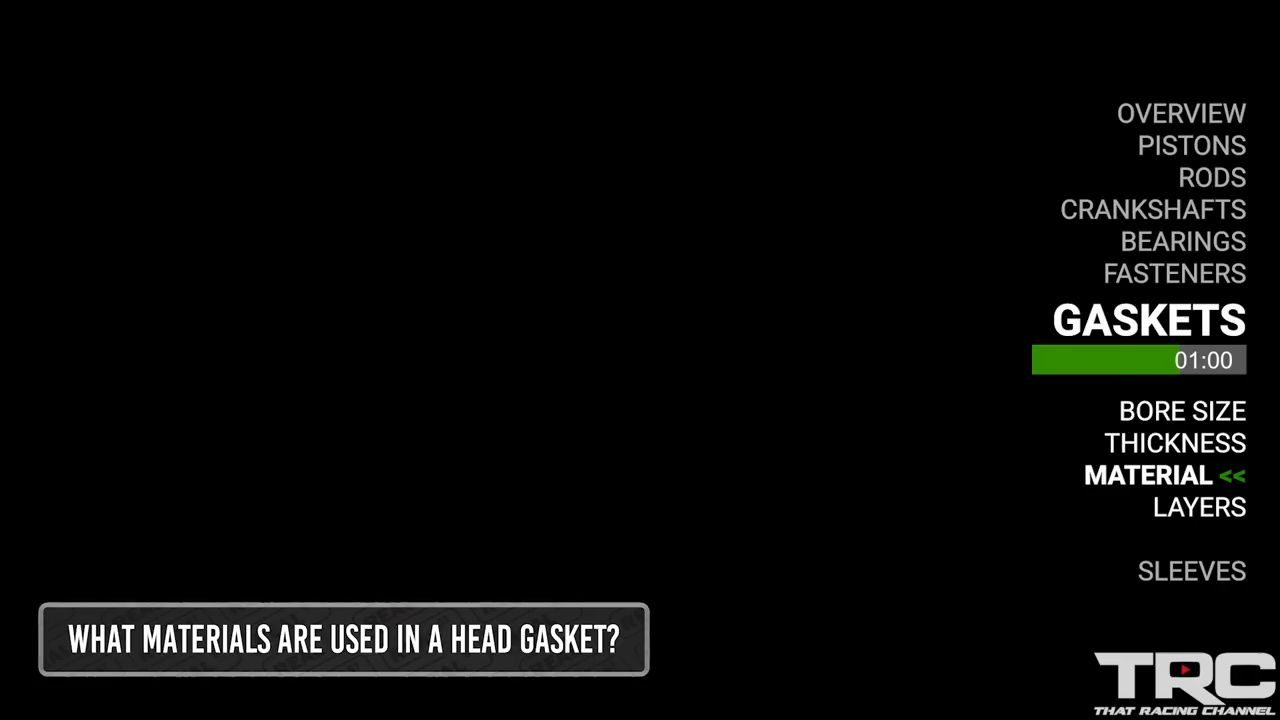 OVERVIEW
PISTONS
RODS
CRANKSHAFTS
BEARINGS
FASTENERS
GASKETS
01:00
BORE SIZE
THICKNESS
MATERIAL <<
LAYERS
SLEEVES
WHAT MATERIALS ARE USED IN A HEAD GASKET?
TRC
THAT RACING CHANNEL